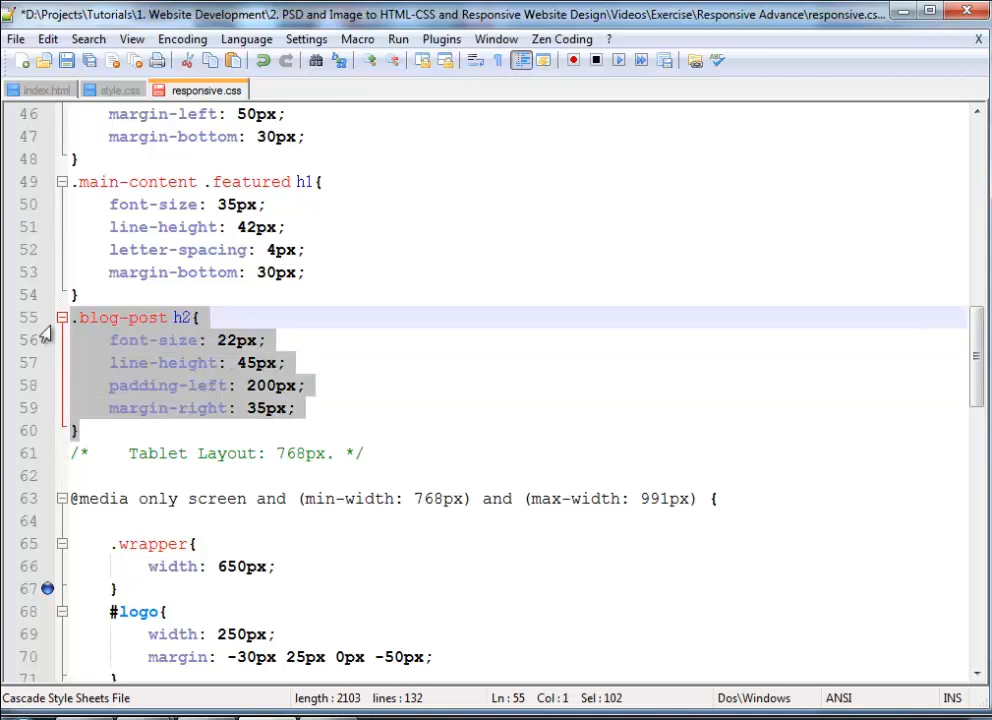 *D:\Projects\Tutorials\1. Website Development\2. PSD and Image to HTML-CSS and Responsive Website Design\Videos\Exercise\Responsive Advance\responsive.cs...
File Edit Search View Encoding Language Settings Macro Run Plugins Window Zen Coding ? X
index.html style.css responsive.css
46 margin-left: 50px;
47 margin-bottom: 30px;
48 }
49 .main-content .featured h1{
50 font-size: 35px;
51 line-height: 42px;
52 letter-spacing: 4px;
53 margin-bottom: 30px;
54 }
55 .blog-post h2{
56 font-size: 22px;
57 line-height: 45px;
58 padding-left: 200px;
59 margin-right: 35px;
60 }
61 /* Tablet Layout: 768px. */
62
63 @media only screen and (min-width: 768px) and (max-width: 991px) {
64
65 .wrapper{
66 width: 650px;
67 }
68 #logo{
69 width: 250px;
70 margin: -30px 25px 0px -50px;
71 }
Cascade Style Sheets File length : 2103 lines : 132 Ln : 55 Col : 1 Sel : 102 Dos\Windows ANSI INS